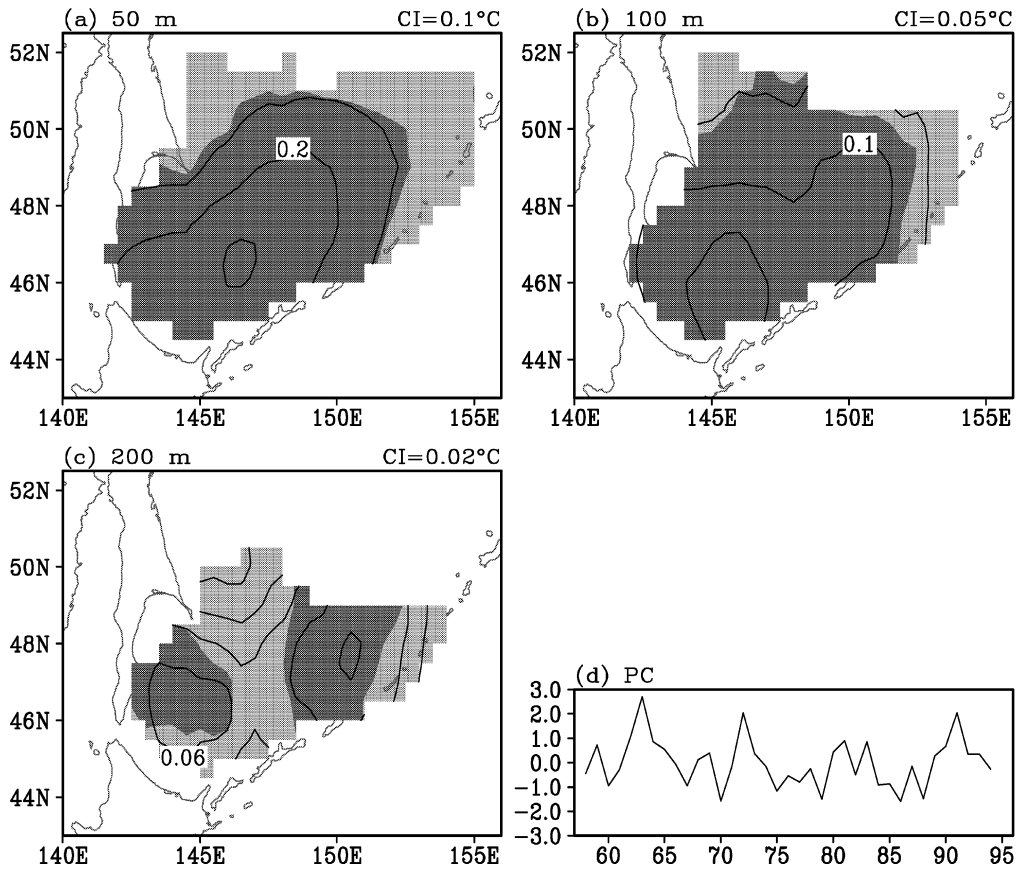 (a) 50 m CI=0.1°C
52N
50N
48N
46N
44N
0.2
140E 145E 150E 155E
(b) 100 m CI=0.05°C
52N
50N
48N
46N
44N
0.1
140E 145E 150E 155E
(c) 200 m CI=0.02°C
52N
50N
48N
46N
44N
0.06
140E 145E 150E 155E
(d) PC
3.0
2.0
1.0
0.0
−1.0
−2.0
−3.0
60 65 70 75 80 85 90 95